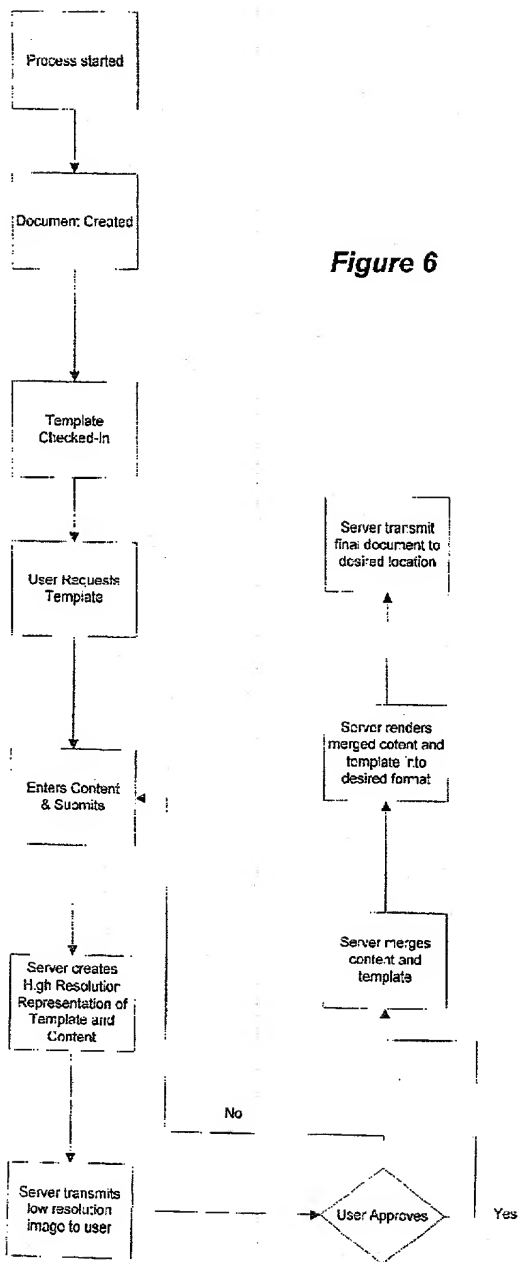 Process started
Document Created
Figure 6
Template
Checked-In
User Requests
Template
Enters Content
& Submits
Server creates
High Resolution
Representation of
Template and
Content
Server transmits
low resolution
image to user
No
User Approves
Yes
Server merges
content and
template
Server renders
merged cotent and
template into
desired format
Server transmit
final document to
desired location